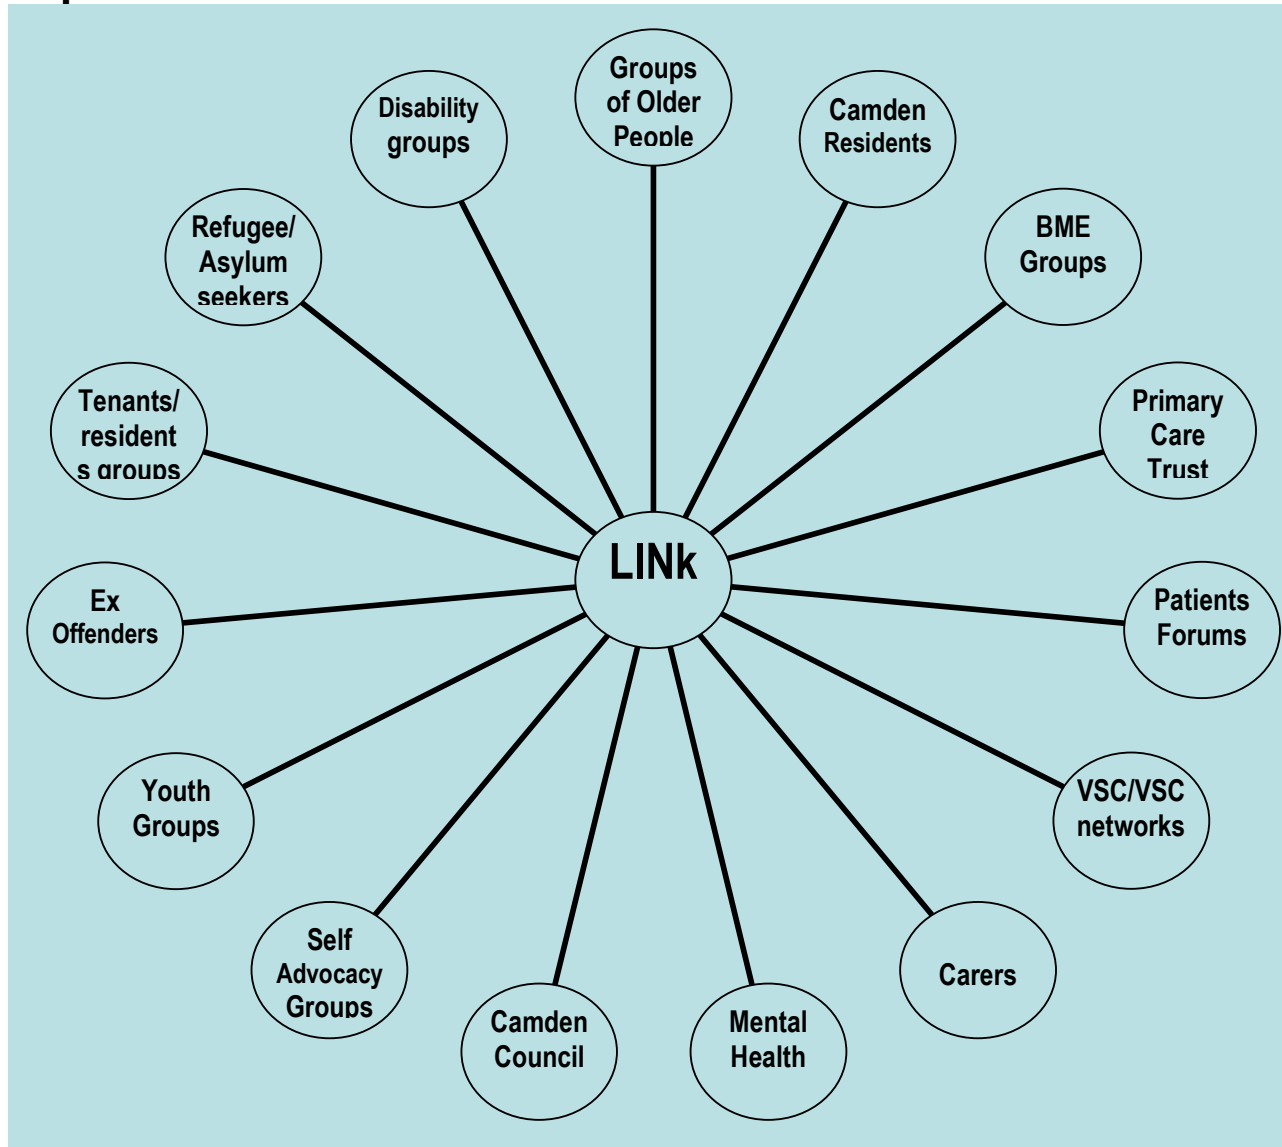 Groups
of Older
People
Camden
Residents
BME
Groups
Primary
Care
Trust
Patients
Forums
VSC/VSC
networks
Carers
Mental
Health
Camden
Council
Self
Advocacy
Groups
Youth
Groups
Ex
Offenders
Tenants/
resident
s groups
Refugee/
Asylum
seekers
Disability
groups
LINk